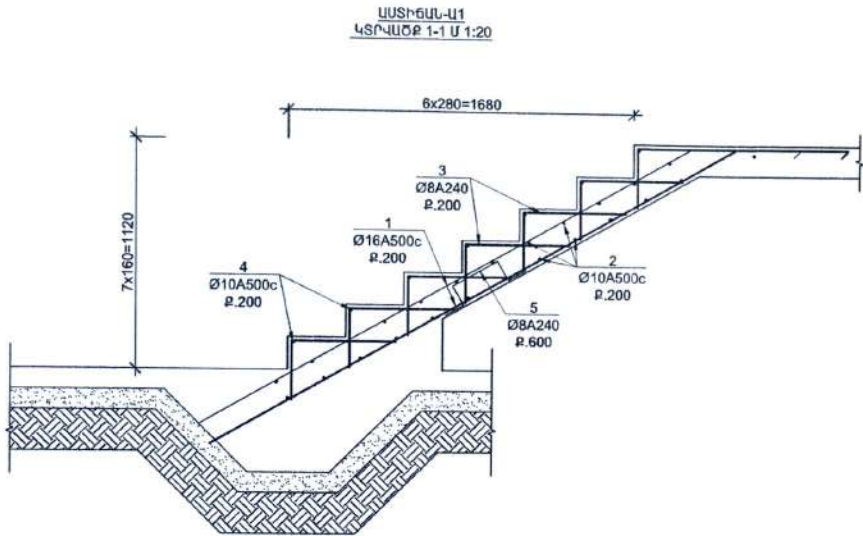 ԱՍՏԻՃԱՆ-Ա1
ԿՏՐՎԱԾՔ 1-1 Մ 1:20
6x280=1680
7x160=1120
3
Ø8A240
Ք.200
1
Ø16A500c
Ք.200
4
Ø10A500c
Ք.200
2
Ø10A500c
Ք.200
5
Ø8A240
Ք.600